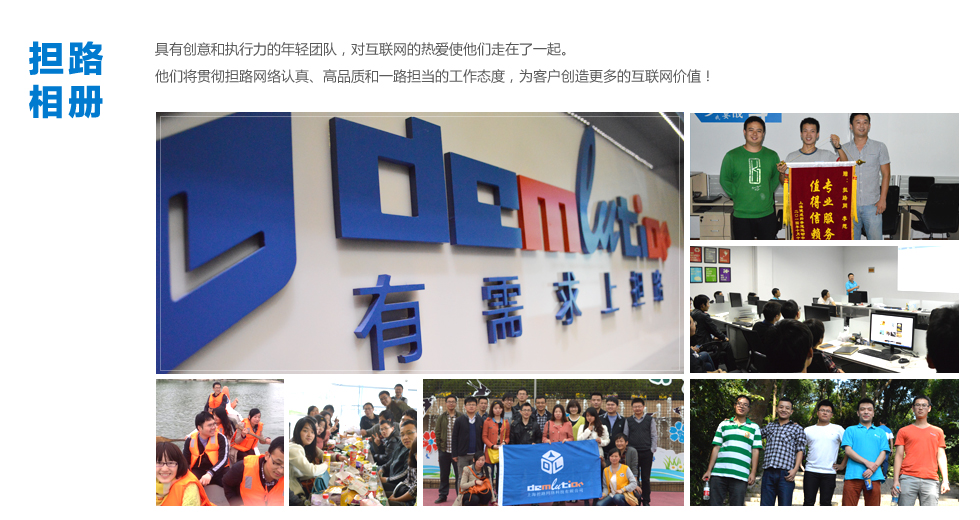 担路
相册
具有创意和执行力的年轻团队，对互联网的热爱使他们走在了一起。
他们将贯彻担路网络认真、高品质和一路担当的工作态度，为客户创造更多的互联网价值！
demlution
有需求上担路
专业服务
值得信赖
demlution